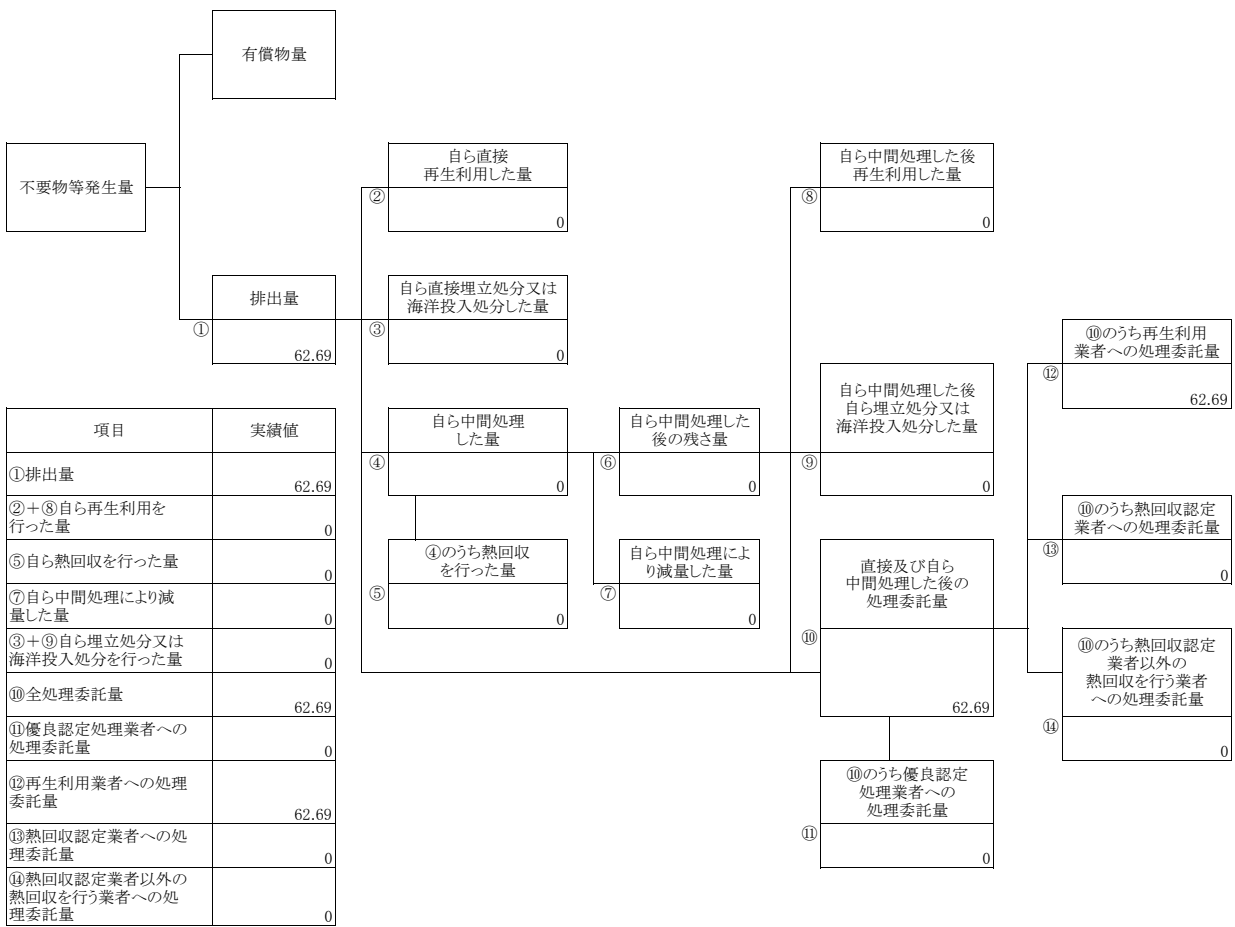 有償物量
不要物等発生量
自ら直接
再生利用した量
②
0
自ら中間処理した後
再生利用した量
⑧
0
排出量
①
62.69
自ら直接埋立処分又は
海洋投入処分した量
③
0
⑩のうち再生利用
業者への処理委託量
⑫
62.69
自ら中間処理
した量
④
0
自ら中間処理した
後の残さ量
⑥
0
自ら中間処理した後
自ら埋立処分又は
海洋投入処分した量
⑨
0
⑩のうち熱回収認定
業者への処理委託量
⑬
0
④のうち熱回収
を行った量
⑤
0
自ら中間処理によ
り減量した量
⑦
0
直接及び自ら
中間処理した後の
処理委託量
⑩
62.69
⑩のうち熱回収認定
業者以外の
熱回収を行う業者
への処理委託量
⑭
0
⑩のうち優良認定
処理業者への
処理委託量
⑪
0
項目 実績値
①排出量
62.69
②+⑧自ら再生利用を
行った量
0
⑤自ら熱回収を行った量
0
⑦自ら中間処理により減
量した量
0
③+⑨自ら埋立処分又は
海洋投入処分を行った量
0
⑩全処理委託量
62.69
⑪優良認定処理業者への
処理委託量
0
⑫再生利用業者への処理
委託量
62.69
⑬熱回収認定業者への処
理委託量
0
⑭熱回収認定業者以外の
熱回収を行う業者への処
理委託量
0